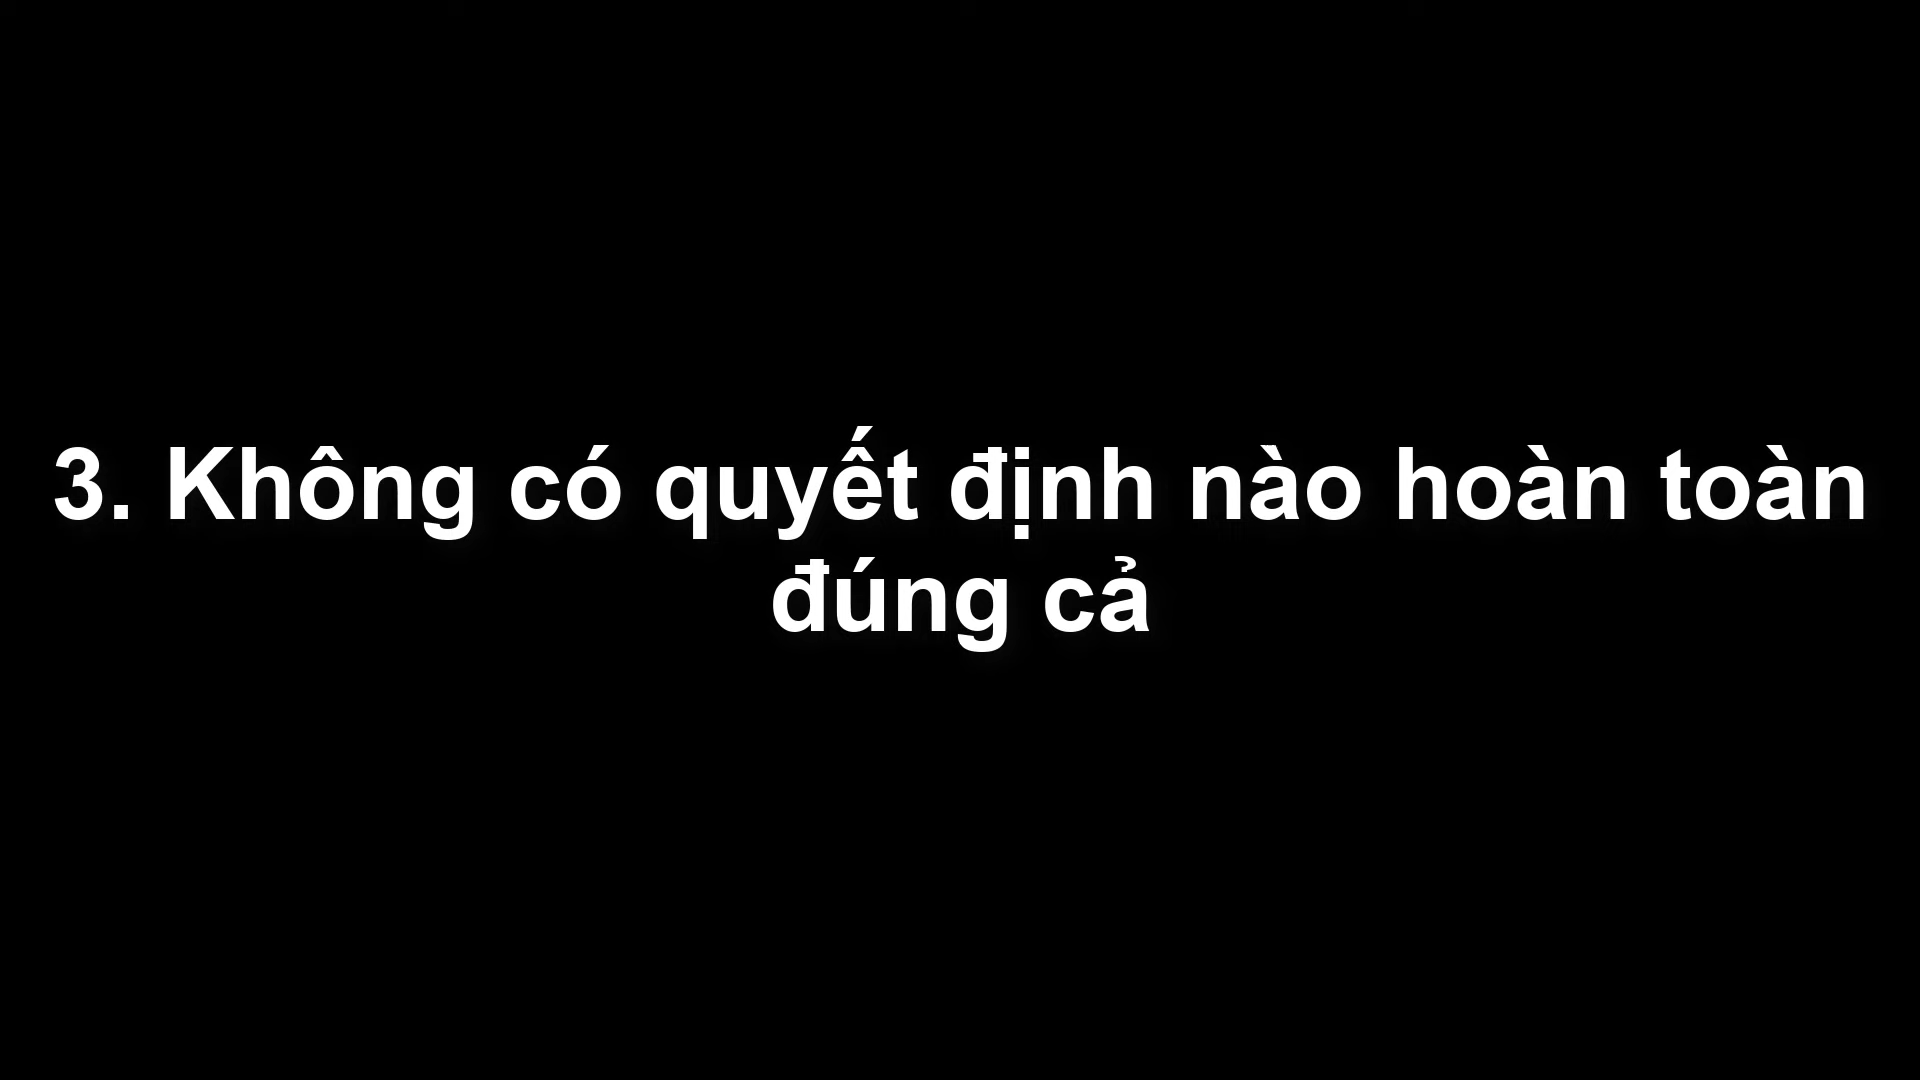 3. Không có quyết định nào hoàn toàn
đúng cả